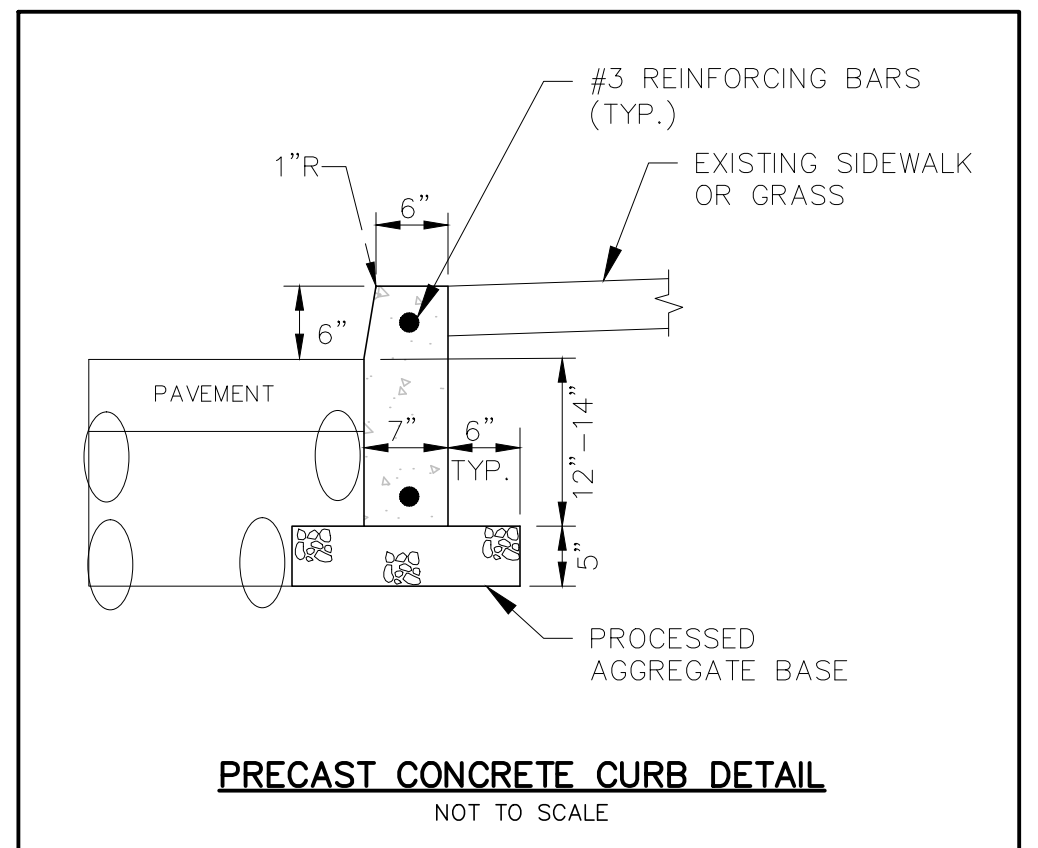 #3 REINFORCING BARS
(TYP.)
EXISTING SIDEWALK
OR GRASS
1”R
6”
6”
PAVEMENT
7”
6”
TYP.
12”-14”
5”
PROCESSED
AGGREGATE BASE
PRECAST CONCRETE CURB DETAIL
NOT TO SCALE